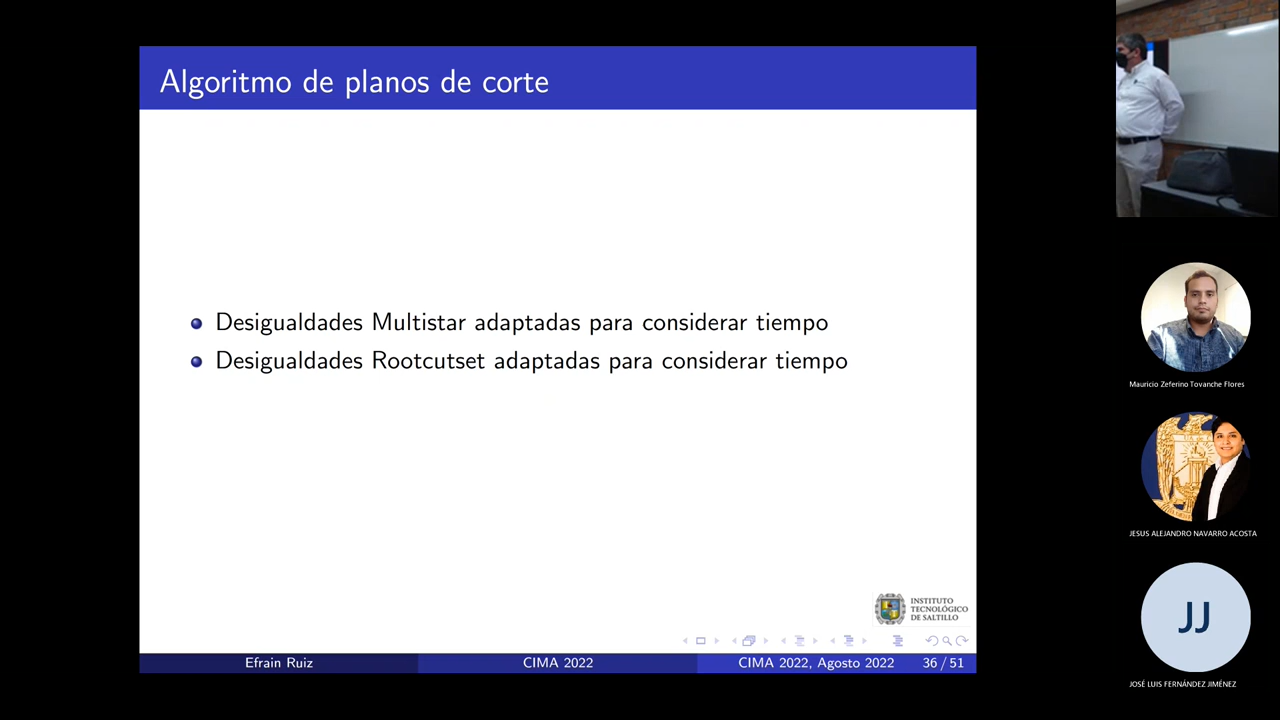 Algoritmo de planos de corte
Desigualdades Multistar adaptadas para considerar tiempo
Desigualdades Rootcutset adaptadas para considerar tiempo
INSTITUTO
TECNOLÓGICO
DE SALTILLO
Efrain Ruiz
CIMA 2022
CIMA 2022, Agosto 2022
36 / 51
Mauricio Zeferino Tovanche Flores
JESUS ALEJANDRO NAVARRO ACOSTA
JJ
JOSÉ LUIS FERNÁNDEZ JIMÉNEZ